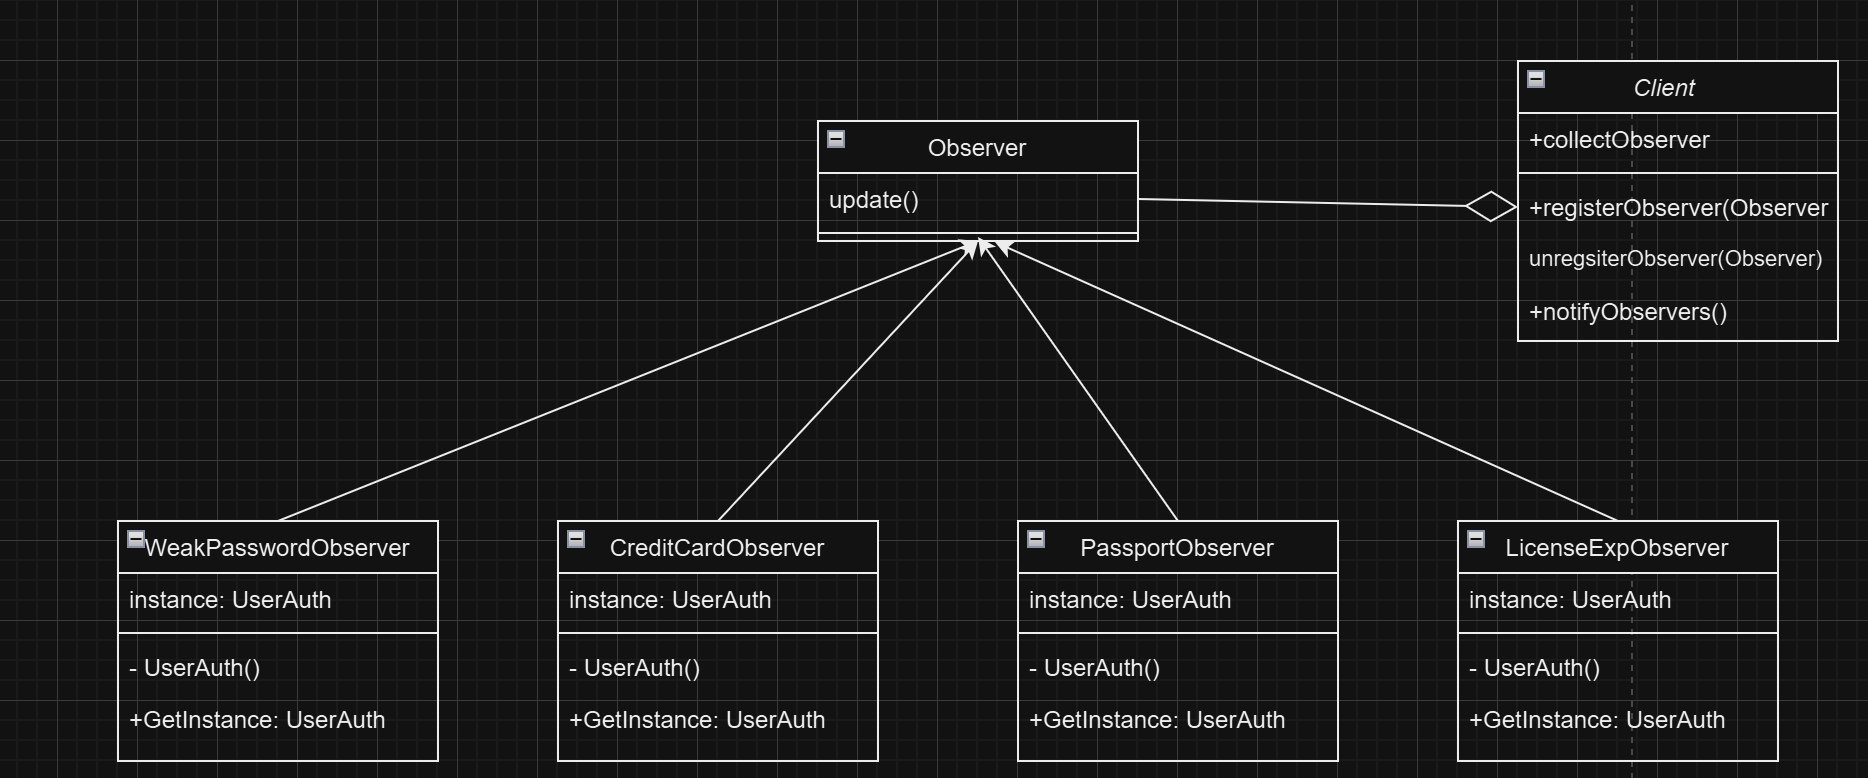 Client
+collectObserver
+registerObserver(Observer
unregsiterObserver(Observer)
+notifyObservers()
Observer
update()
WeakPasswordObserver
instance: UserAuth
- UserAuth()
+GetInstance: UserAuth
CreditCardObserver
instance: UserAuth
- UserAuth()
+GetInstance: UserAuth
PassportObserver
instance: UserAuth
- UserAuth()
+GetInstance: UserAuth
LicenseExpObserver
instance: UserAuth
- UserAuth()
+GetInstance: UserAuth